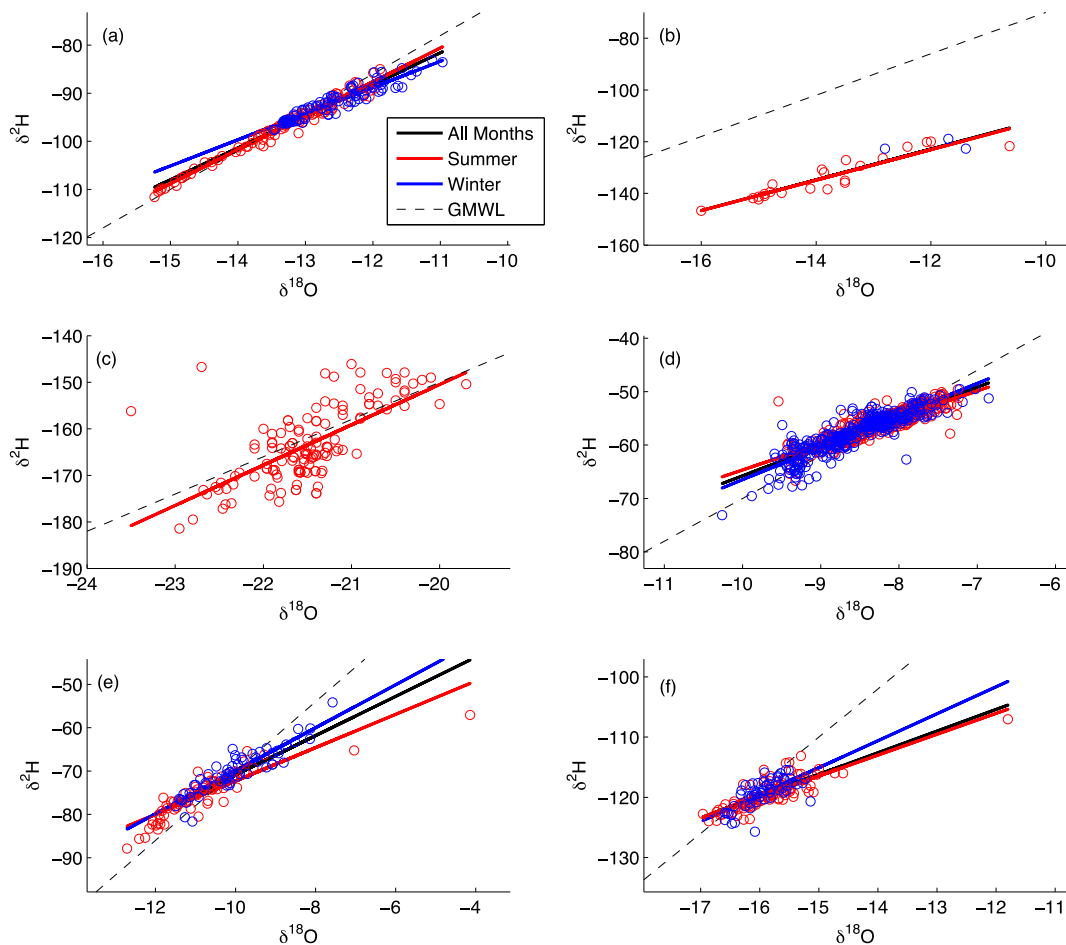 (a)
−80
−90
−100
−110
−120
δ²H
−16 −15 −14 −13 −12 −11 −10
δ¹⁸O
All Months
Summer
Winter
GMWL
(b)
−80
−100
−120
−140
−160
δ²H
−16 −14 −12 −10
δ¹⁸O
(c)
−140
−150
−160
−170
−180
−190
δ²H
−24 −23 −22 −21 −20
δ¹⁸O
(d)
−40
−50
−60
−70
−80
δ²H
−11 −10 −9 −8 −7 −6
δ¹⁸O
(e)
−50
−60
−70
−80
−90
δ²H
−12 −10 −8 −6 −4
δ¹⁸O
(f)
−100
−110
−120
−130
δ²H
−17 −16 −15 −14 −13 −12 −11
δ¹⁸O